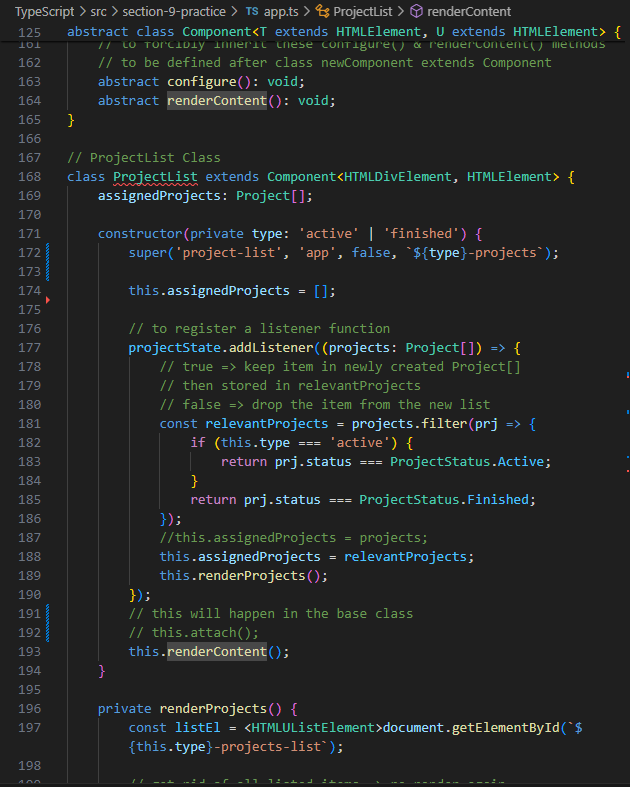 TypeScript > src > section-9-practice > TS app.ts > ProjectList > renderContent
125 abstract class Component<T extends HTMLElement, U extends HTMLElement> {
161 // to forcibly inherit these configure() & renderContent() methods
162 // to be defined after class newComponent extends Component
163 abstract configure(): void;
164 abstract renderContent(): void;
165 }
166
167 // ProjectList Class
168 class ProjectList extends Component<HTMLDivElement, HTMLElement> {
169 assignedProjects: Project[];
170
171 constructor(private type: 'active' | 'finished') {
172 super('project-list', 'app', false, `${type}-projects`);
173
174 this.assignedProjects = [];
175
176 // to register a listener function
177 projectState.addListener((projects: Project[]) => {
178 // true => keep item in newly created Project[]
179 // then stored in relevantProjects
180 // false => drop the item from the new list
181 const relevantProjects = projects.filter(prj => {
182 if (this.type === 'active') {
183 return prj.status === ProjectStatus.Active;
184 }
185 return prj.status === ProjectStatus.Finished;
186 });
187 //this.assignedProjects = projects;
188 this.assignedProjects = relevantProjects;
189 this.renderProjects();
190 });
191 // this will happen in the base class
192 // this.attach();
193 this.renderContent();
194 }
195
196 private renderProjects() {
197 const listEl = <HTMLUListElement>document.getElementById(`$
{this.type}-projects-list`);
198